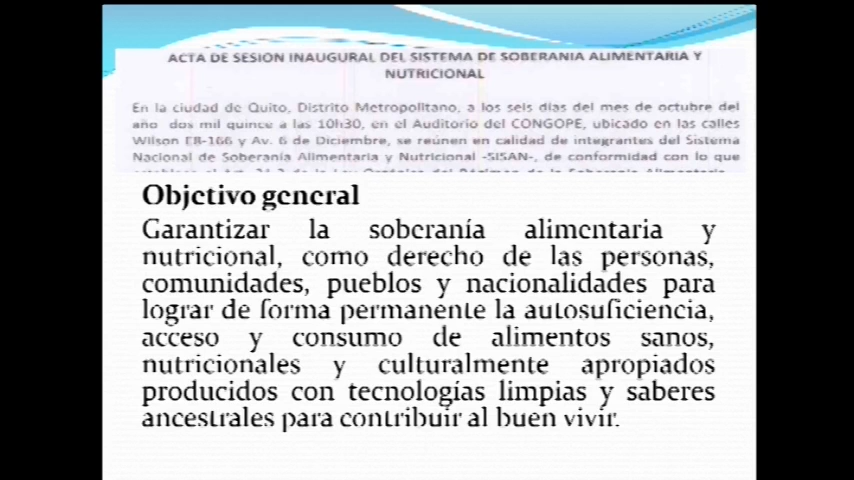 ACTA DE SESION INAUGURAL DEL SISTEMA DE SOBERANIA ALIMENTARIA Y
NUTRICIONAL
En la ciudad de Quito, Distrito Metropolitano, a los seis días del mes de octubre del
año dos mil quince a las 10h30, en el Auditorio del CONGOPE, ubicado en las calles
Wilson E8-166 y Av. 6 de Diciembre, se reúnen en calidad de integrantes del Sistema
Nacional de Soberanía Alimentaria y Nutricional -SISAN-, de conformidad con lo que
Objetivo general
Garantizar la soberanía alimentaria y
nutricional, como derecho de las personas,
comunidades, pueblos y nacionalidades para
lograr de forma permanente la autosuficiencia,
acceso y consumo de alimentos sanos,
nutricionales y culturalmente apropiados
producidos con tecnologías limpias y saberes
ancestrales para contribuir al buen vivir.